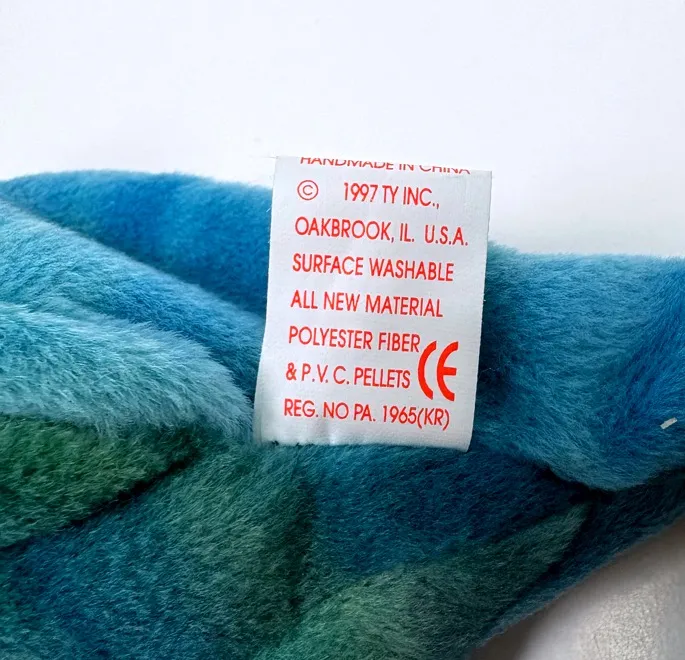 HANDMADE IN CHINA
© 1997 TY INC.,
OAKBROOK, IL. U.S.A.
SURFACE WASHABLE
ALL NEW MATERIAL
POLYESTER FIBER
& P.V.C. PELLETS CE
REG. NO PA. 1965(KR)